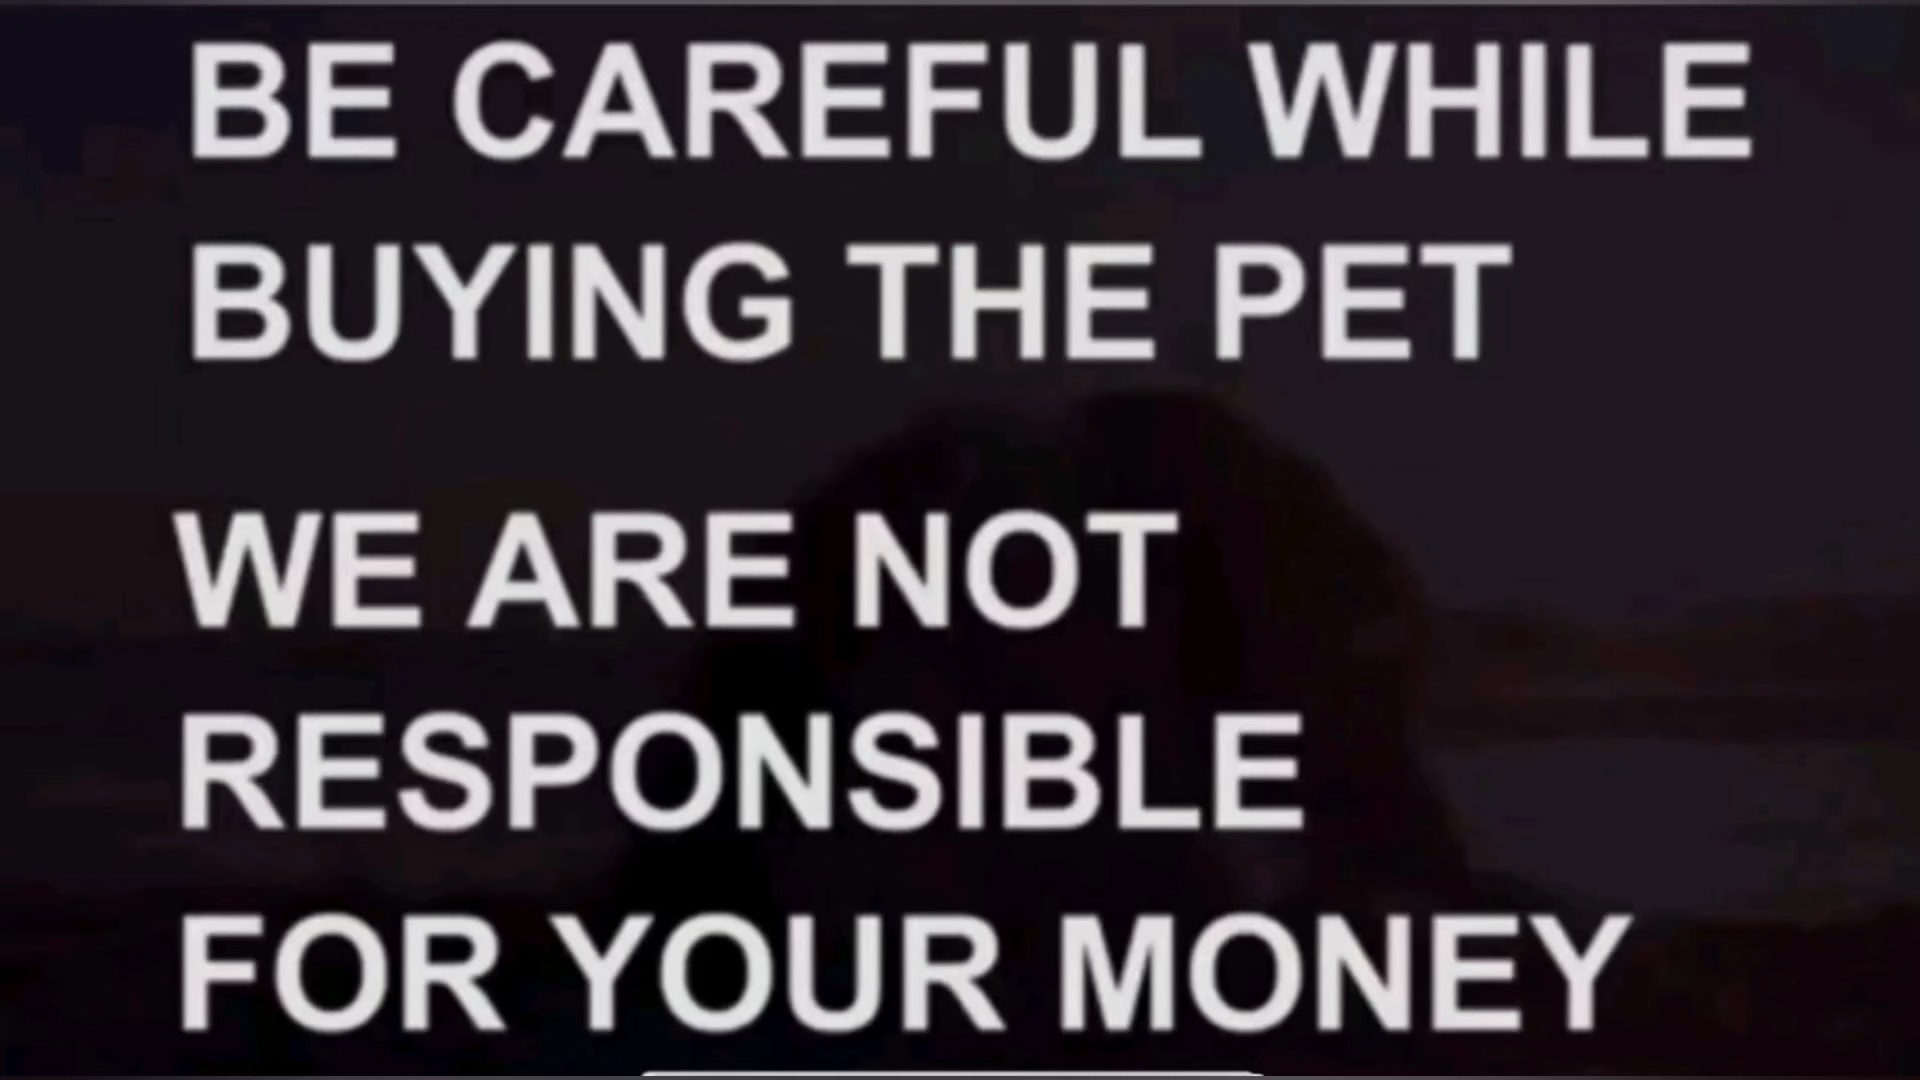 BE CAREFUL WHILE
BUYING THE PET
WE ARE NOT
RESPONSIBLE
FOR YOUR MONEY